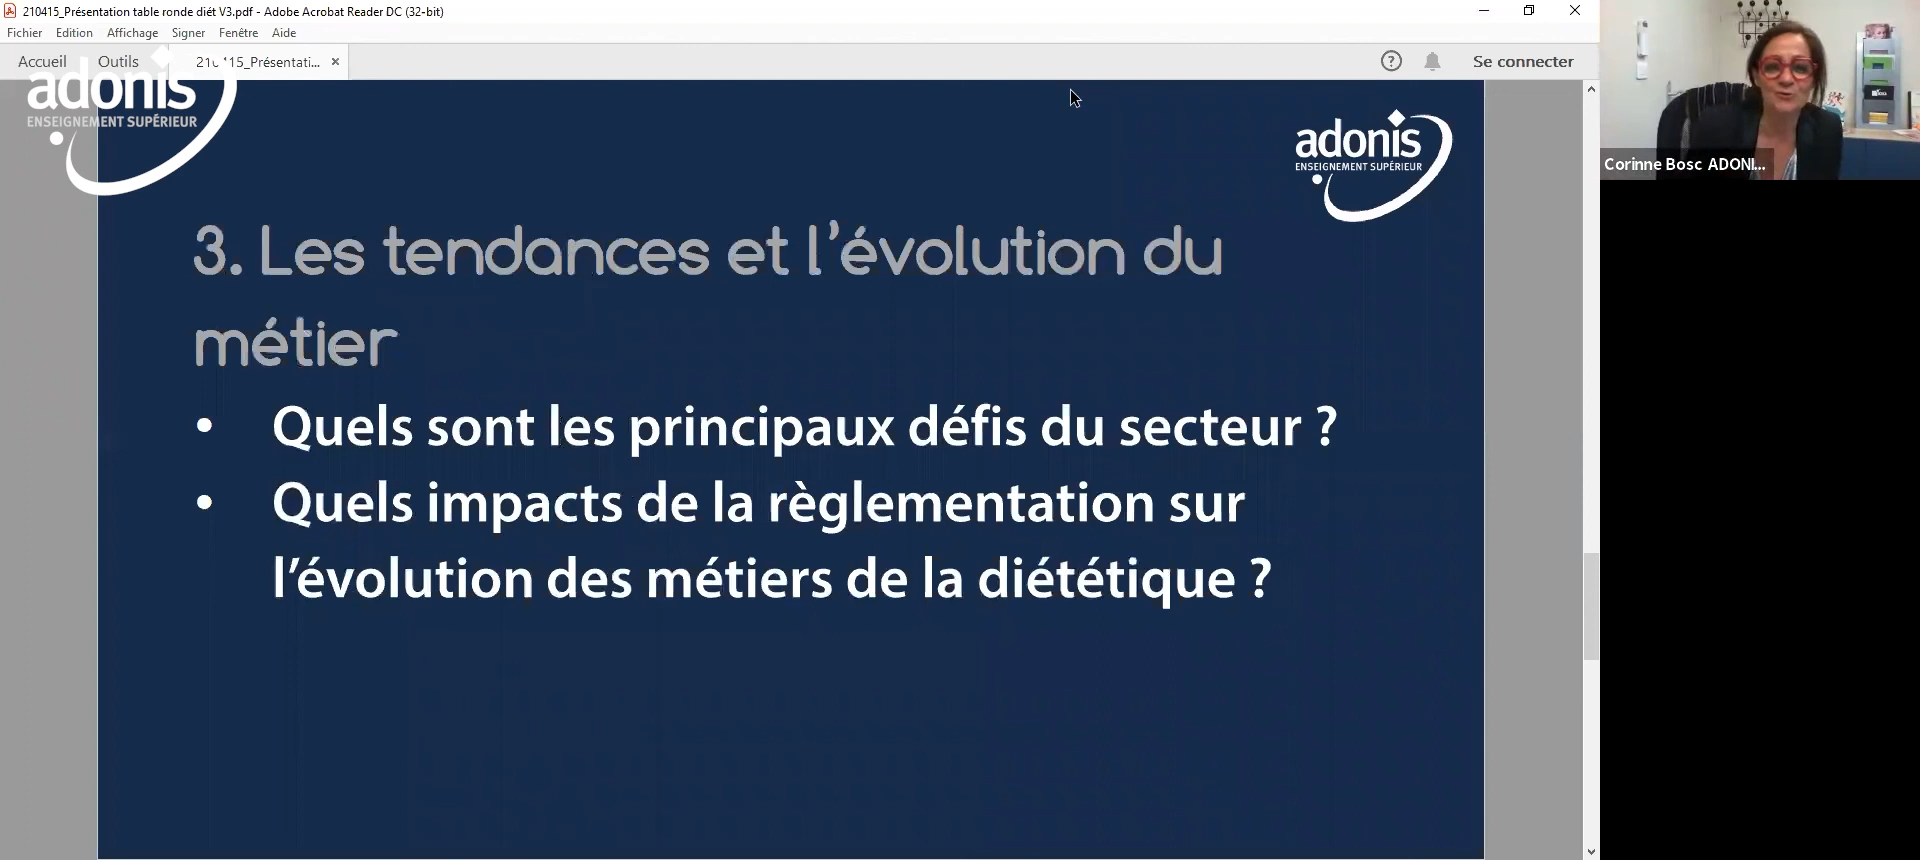 210415_Présentation table ronde diét V3.pdf - Adobe Acrobat Reader DC (32-bit)
Fichier Edition Affichage Signer Fenêtre Aide
Accueil Outils 210415_Présentati... × ? Se connecter
adonis
ENSEIGNEMENT SUPÉRIEUR
adonis
ENSEIGNEMENT SUPÉRIEUR
Corinne Bosc ADONI...
3. Les tendances et l’évolution du
métier
• Quels sont les principaux défis du secteur ?
• Quels impacts de la règlementation sur
l’évolution des métiers de la diététique ?